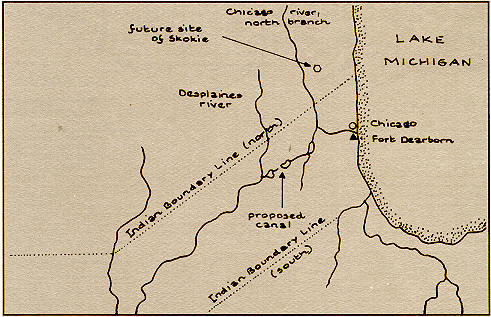 Chicago river,
north branch
future site
of Skokie
LAKE
MICHIGAN
Desplaines
river
Chicago
Fort Dearborn
Indian Boundary Line (north)
proposed
canal
Indian Boundary Line
(south)